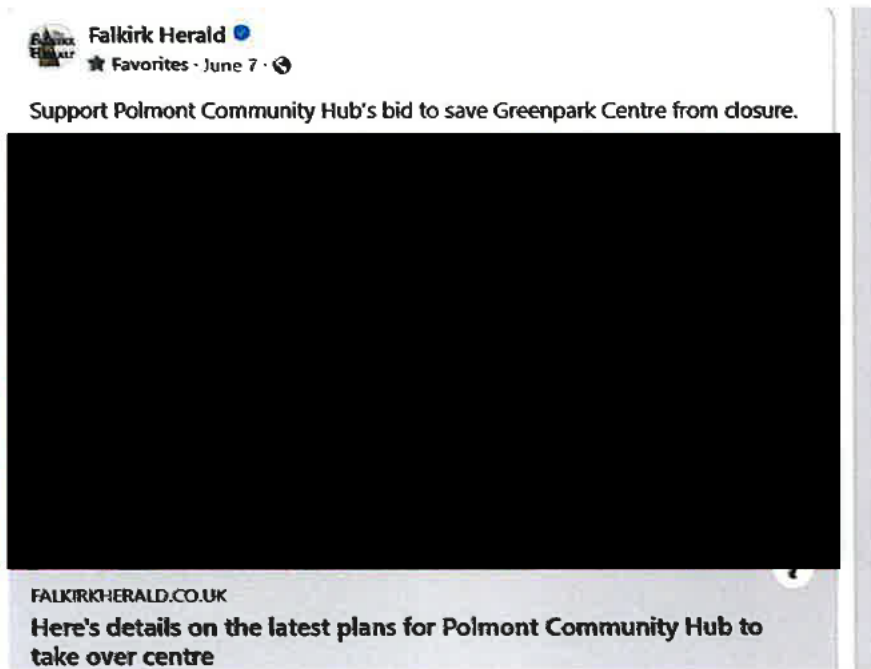 Falkirk Herald
Favorites · June 7 ·
Support Polmont Community Hub's bid to save Greenpark Centre from closure.
FALKIRKHERALD.CO.UK
Here's details on the latest plans for Polmont Community Hub to
take over centre